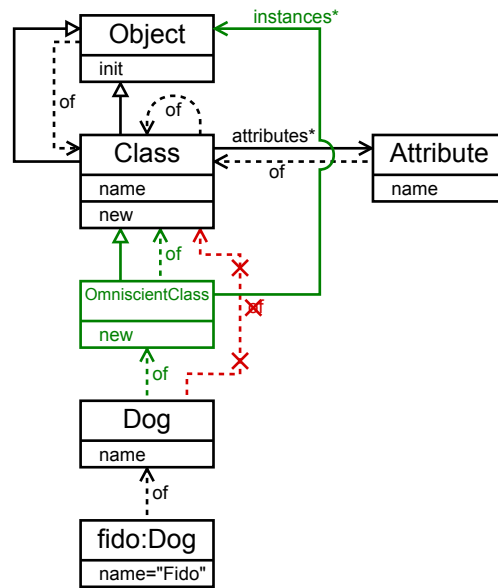 instances*
Object
init
of
of
Class
attributes*
of
Attribute
name
name
new
of
OmniscientClass
of
new
of
Dog
name
of
fido:Dog
name="Fido"